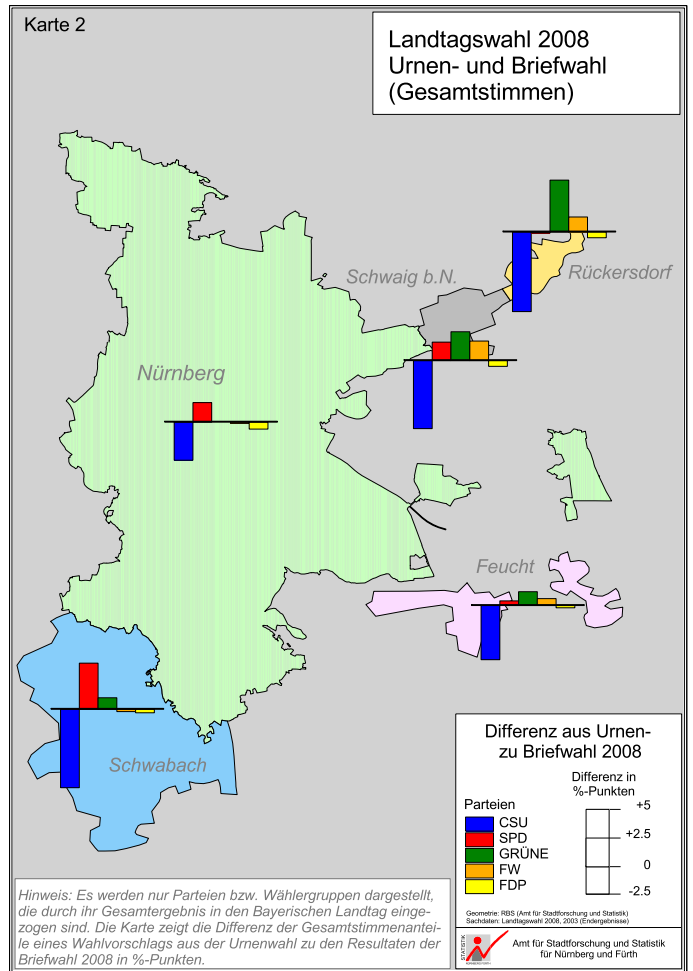 Karte 2
Landtagswahl 2008
Urnen- und Briefwahl
(Gesamtstimmen)
Schwaig b.N.
Rückersdorf
Nürnberg
Feucht
Schwabach
Differenz aus Urnen-
zu Briefwahl 2008
Differenz in
%-Punkten
Parteien
CSU
SPD
GRÜNE
FW
FDP
+5
+2.5
0
-2.5
Geometrie: RBS (Amt für Stadtforschung und Statistik)
Sachdaten: Landtagswahl 2008, 2003 (Endergebnisse)
STATISTIK
Amt für Stadtforschung und Statistik
für Nürnberg und Fürth
Hinweis: Es werden nur Parteien bzw. Wählergruppen dargestellt,
die durch ihr Gesamtergebnis in den Bayerischen Landtag einge-
zogen sind. Die Karte zeigt die Differenz der Gesamtstimmenantei-
le eines Wahlvorschlags aus der Urnenwahl zu den Resultaten der
Briefwahl 2008 in %-Punkten.